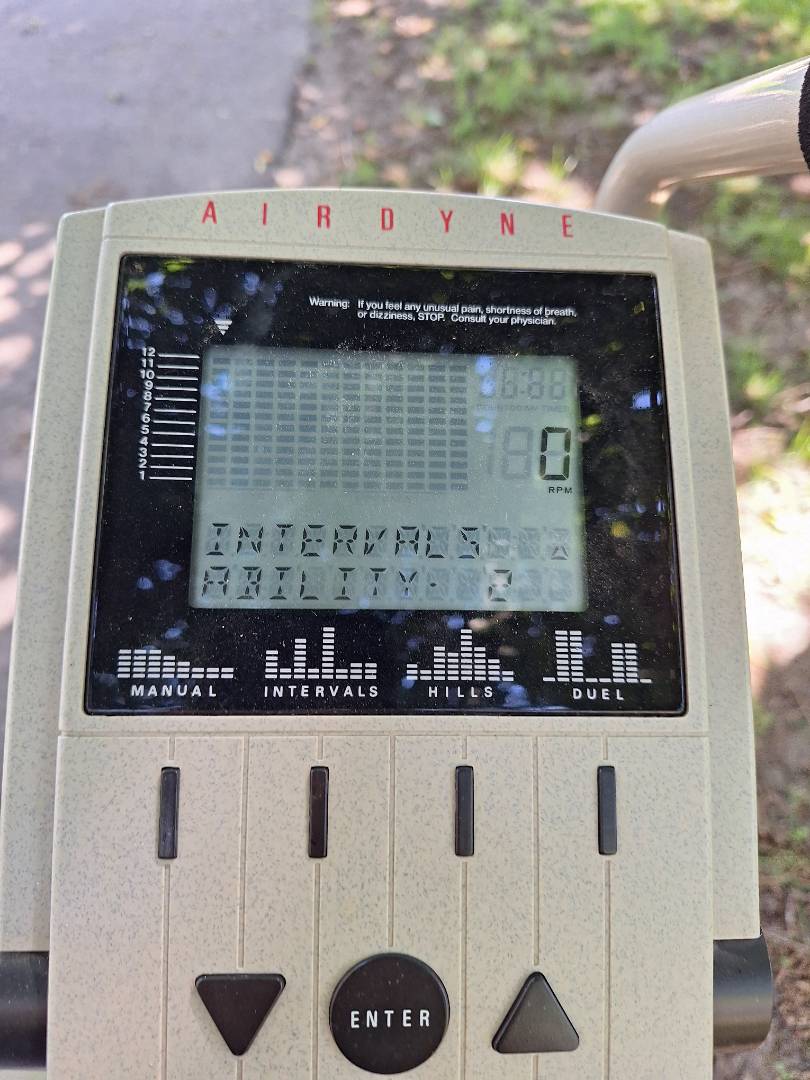 AIRDYNE
Warning: If you feel any unusual pain, shortness of breath,
or dizziness, STOP. Consult your physician.
12
11
10
9
8
7
6
5
4
3
2
1
0
RPM
INTERVALS
ABILITY- 2
MANUAL INTERVALS HILLS DUEL
ENTER